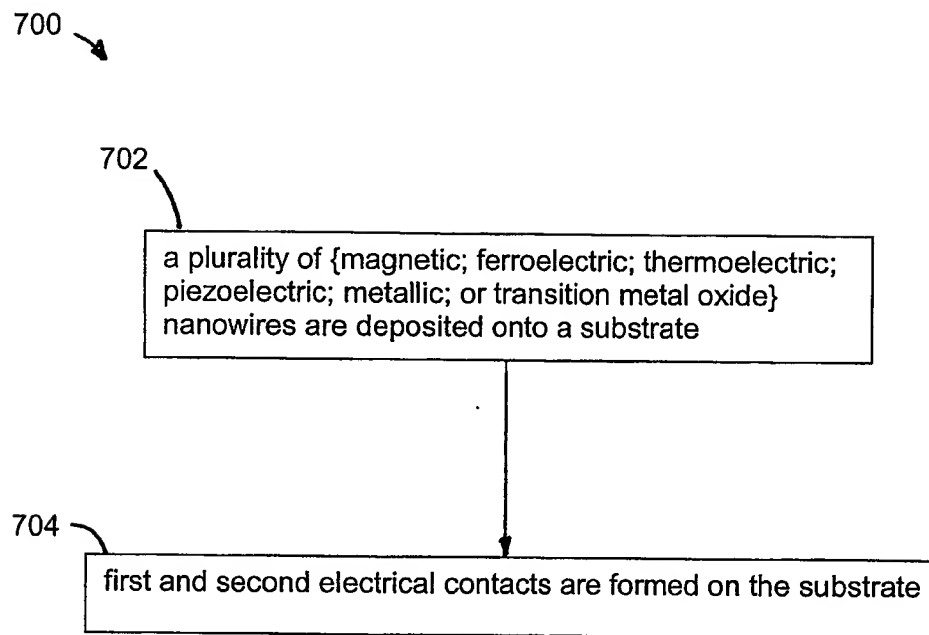 700
702
a plurality of {magnetic; ferroelectric; thermoelectric;
piezoelectric; metallic; or transition metal oxide}
nanowires are deposited onto a substrate
704
first and second electrical contacts are formed on the substrate